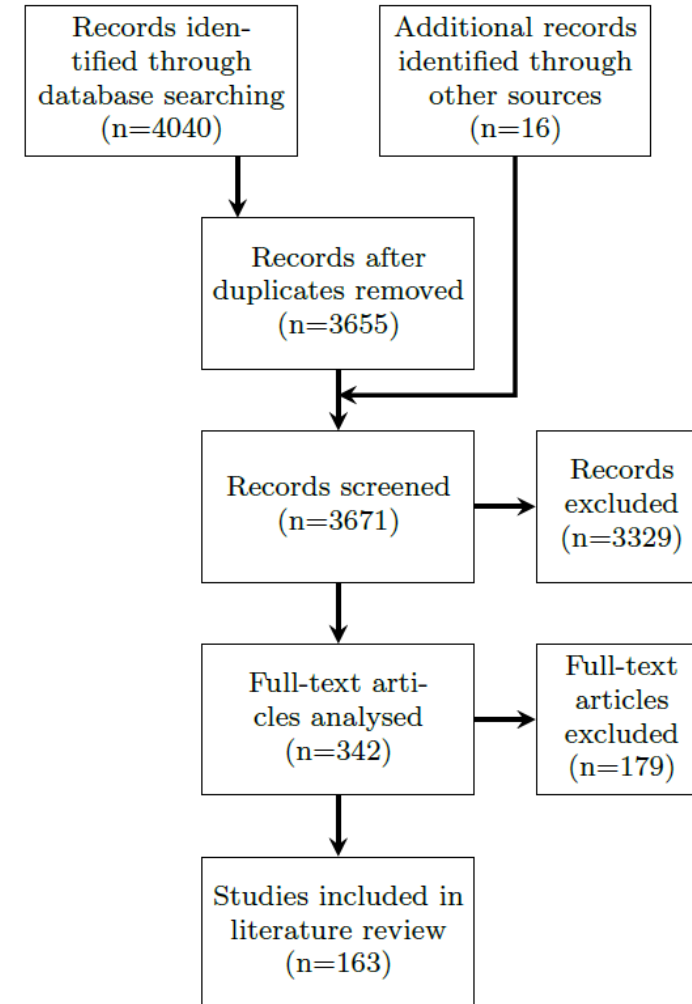 Records iden-
tified through
database searching
(n=4040)
Additional records
identified through
other sources
(n=16)
Records after
duplicates removed
(n=3655)
Records screened
(n=3671)
Records
excluded
(n=3329)
Full-text arti-
cles analysed
(n=342)
Full-text
articles
excluded
(n=179)
Studies included in
literature review
(n=163)